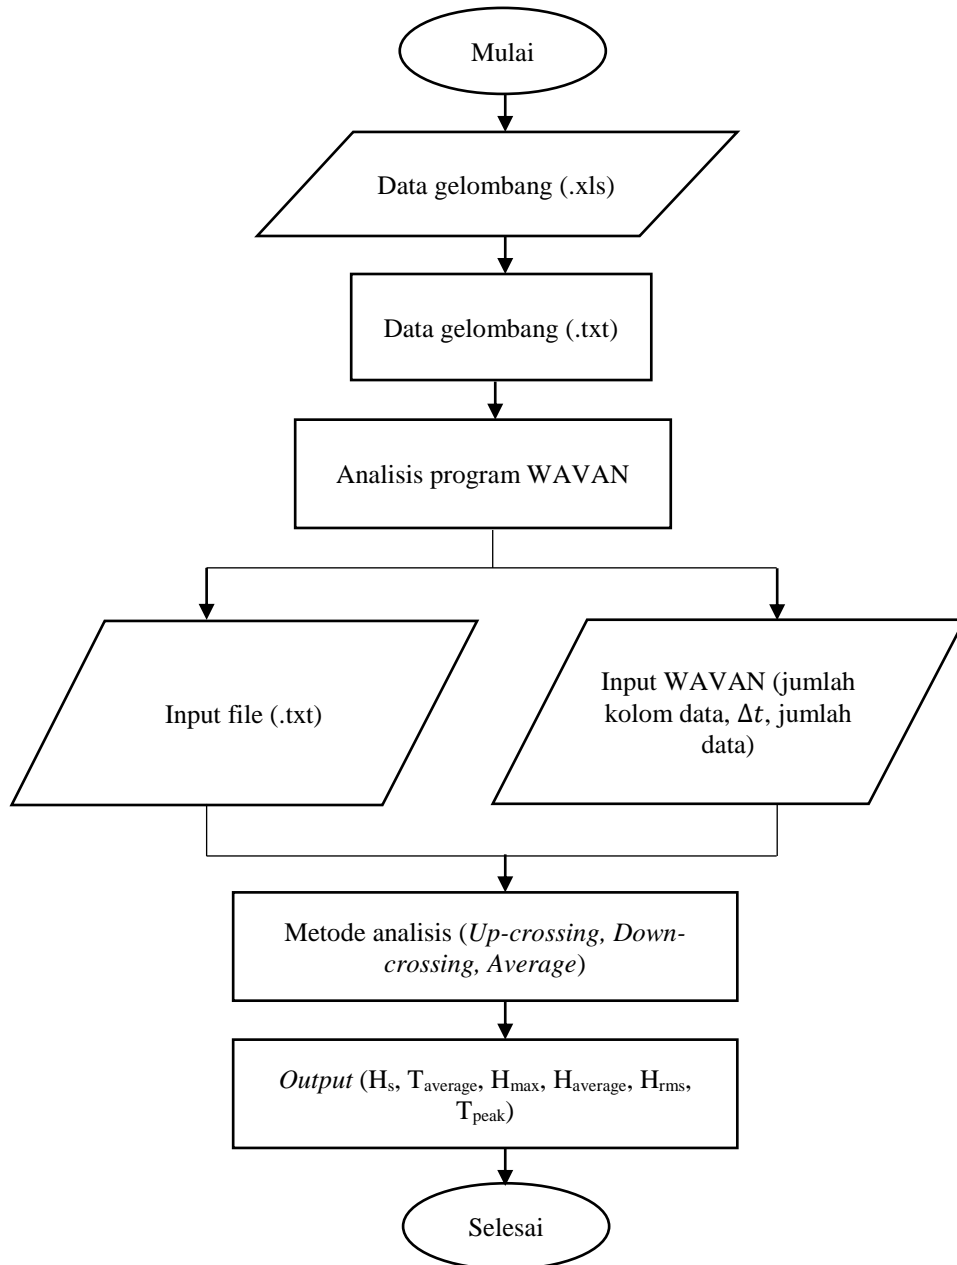 Mulai
Data gelombang (.xls)
Data gelombang (.txt)
Analisis program WAVAN
Input file (.txt)
Input WAVAN (jumlah
kolom data, Δ𝑡, jumlah
data)
Metode analisis (Up-crossing, Down-
crossing, Average)
Output (Hs, Taverage, Hmax, Haverage, Hrms,
Tpeak)
Selesai